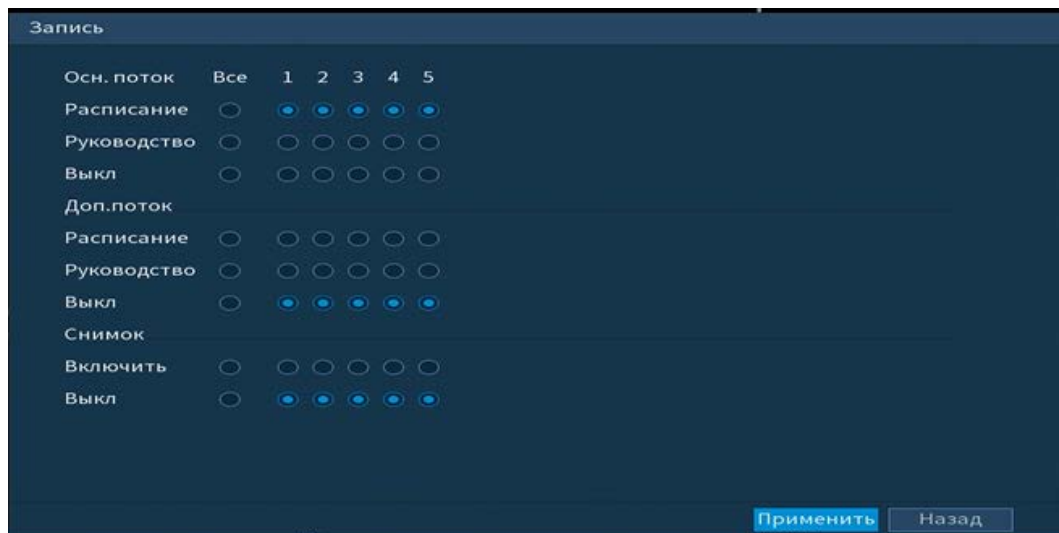 Запись
Осн. поток Все 1 2 3 4 5
Расписание
Руководство
Выкл
Доп.поток
Расписание
Руководство
Выкл
Снимок
Включить
Выкл
Применить Назад